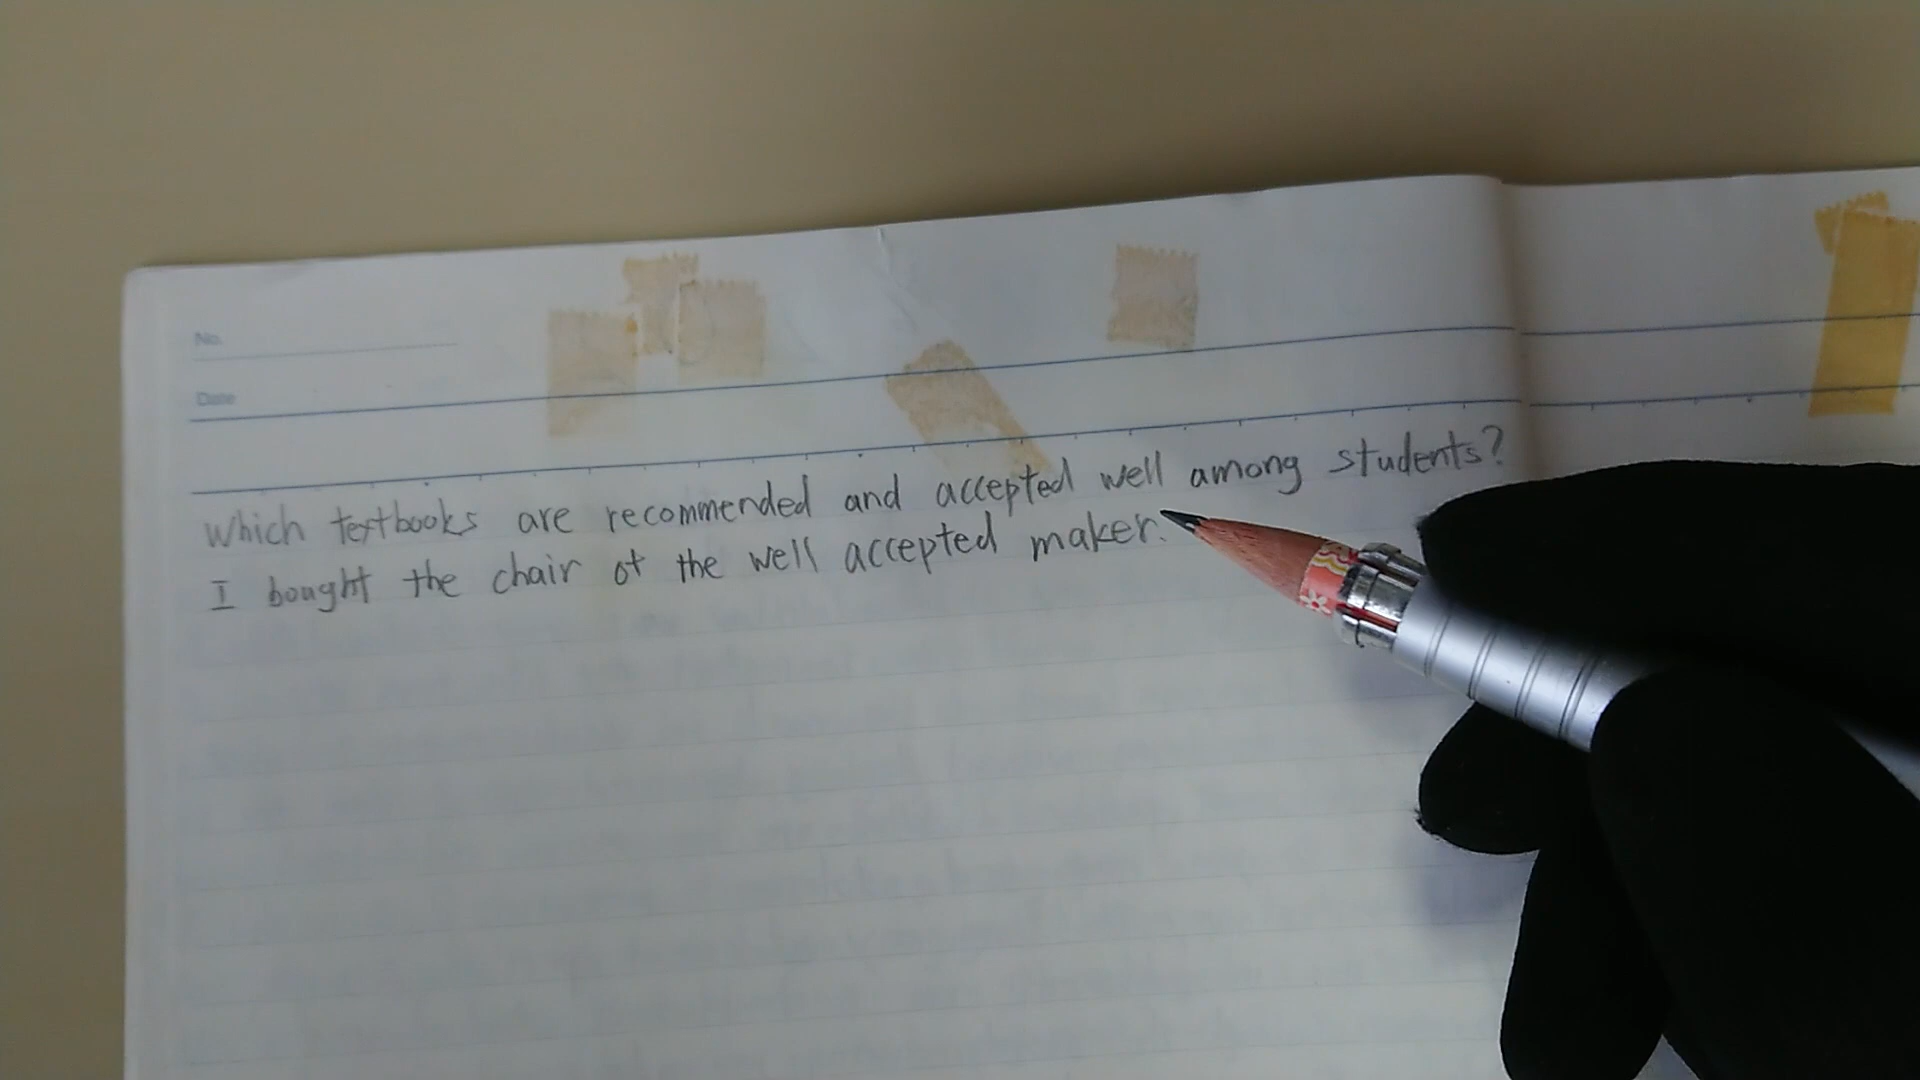 No.
Date
Which textbooks are recommended and accepted well among students?
I bought the chair of the well accepted maker.